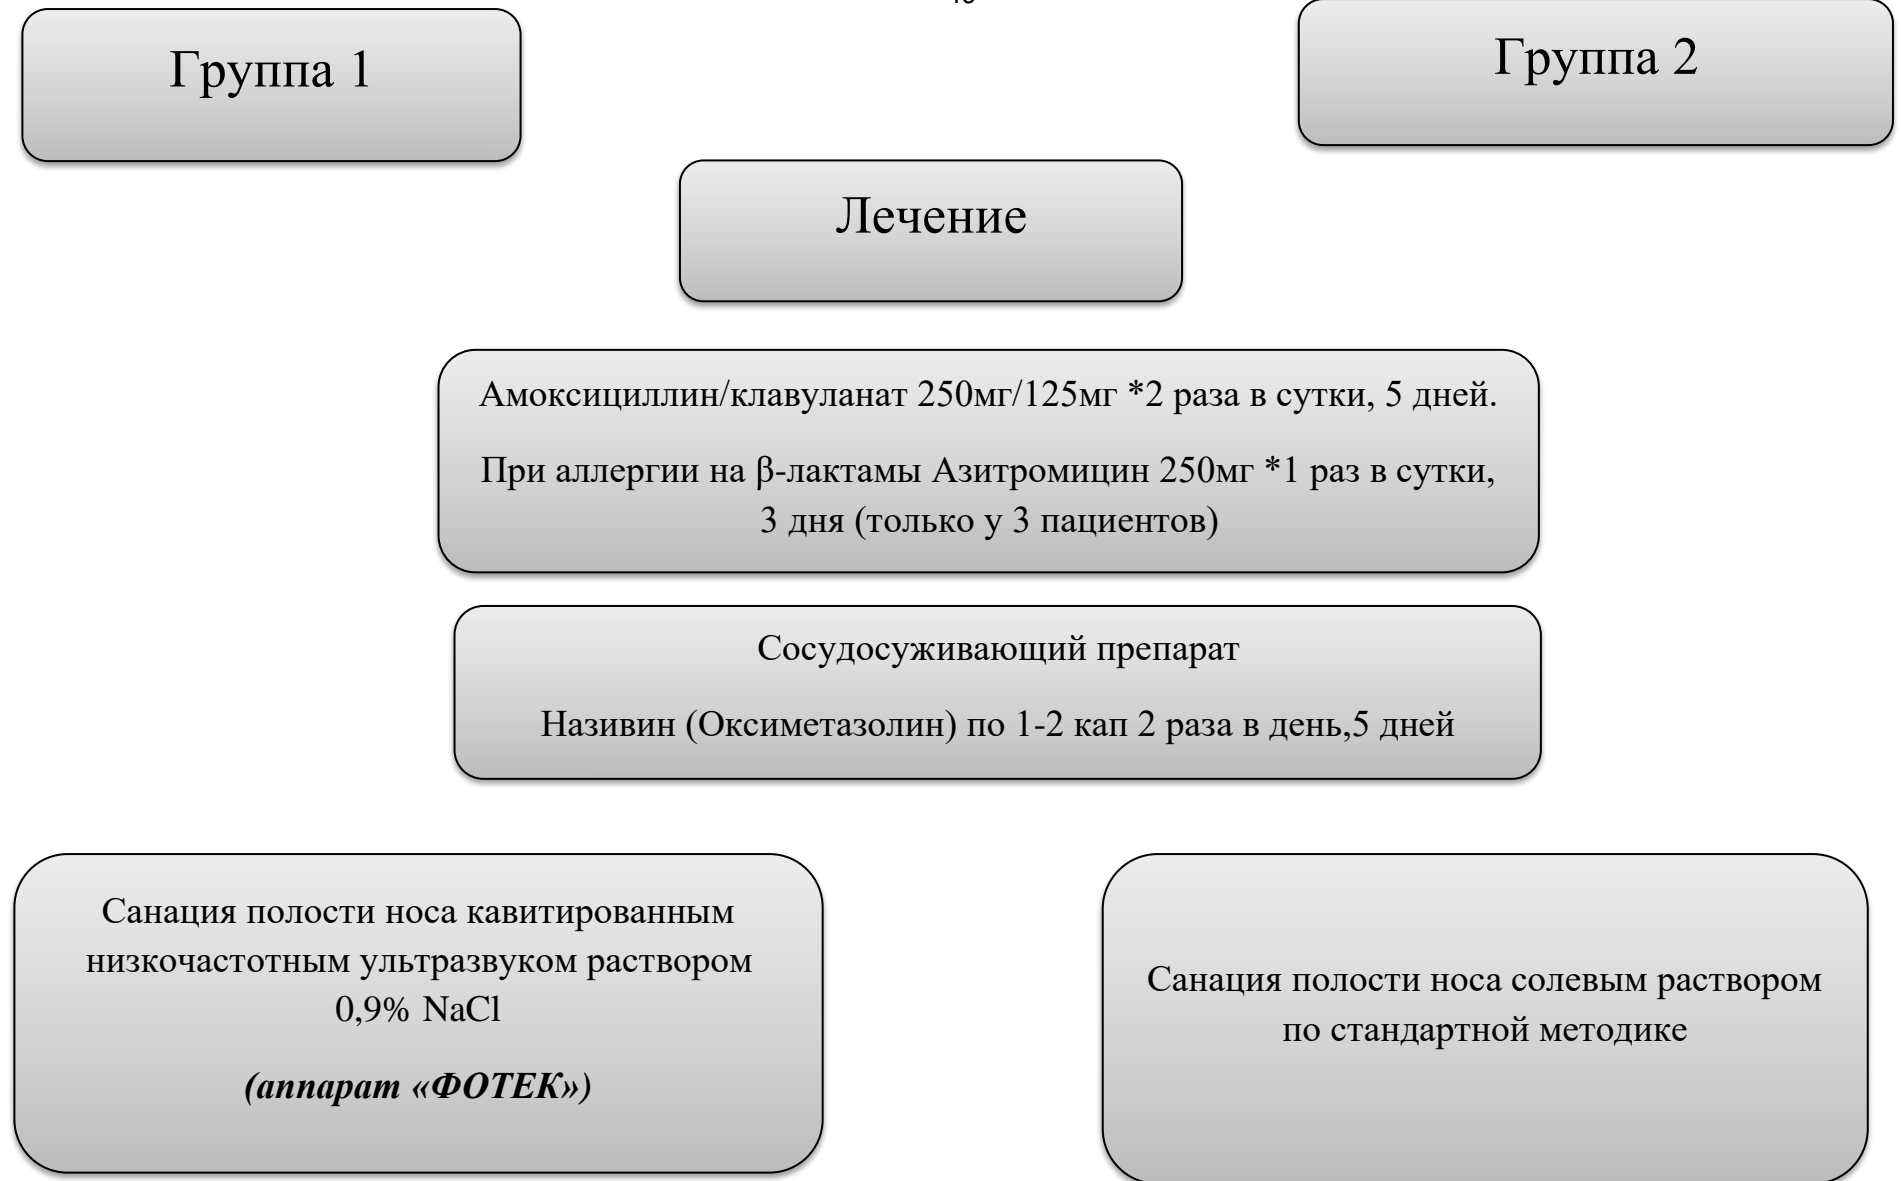 Группа 1
Группа 2
Лечение
Амоксициллин/клавуланат 250мг/125мг *2 раза в сутки, 5 дней.
При аллергии на β-лактамы Азитромицин 250мг *1 раз в сутки,
3 дня (только у 3 пациентов)
Сосудосуживающий препарат
Називин (Оксиметазолин) по 1-2 кап 2 раза в день,5 дней
Санация полости носа кавитированным
низкочастотным ультразвуком раствором
0,9% NaCl
(аппарат «ФОТЕК»)
Санация полости носа солевым раствором
по стандартной методике